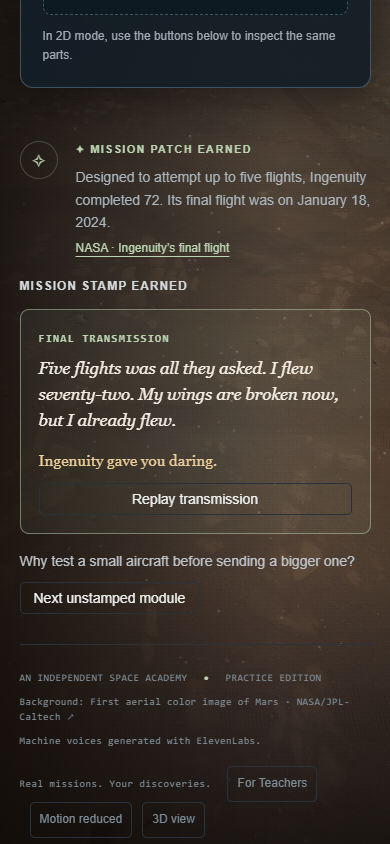 In 2D mode, use the buttons below to inspect the same
parts.
✦ MISSION PATCH EARNED
Designed to attempt up to five flights, Ingenuity
completed 72. Its final flight was on January 18,
2024.
NASA · Ingenuity's final flight
MISSION STAMP EARNED
FINAL TRANSMISSION
Five flights was all they asked. I flew
seventy-two. My wings are broken now,
but I already flew.
Ingenuity gave you daring.
Replay transmission
Why test a small aircraft before sending a bigger one?
Next unstamped module
AN INDEPENDENT SPACE ACADEMY • PRACTICE EDITION
Background: First aerial color image of Mars · NASA/JPL-
Caltech ↗
Machine voices generated with ElevenLabs.
Real missions. Your discoveries. For Teachers
Motion reduced 3D view